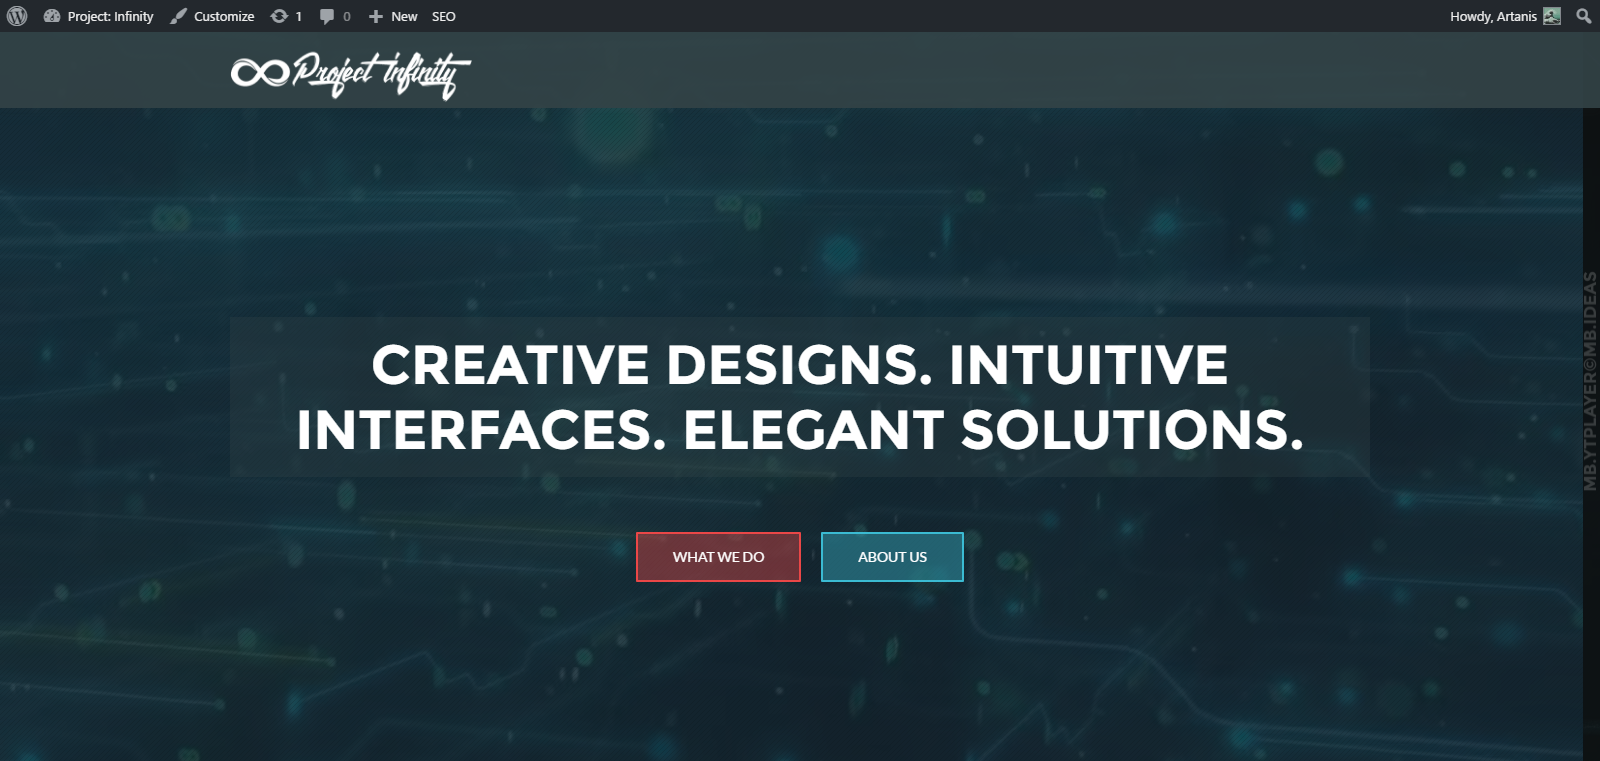 Project: Infinity Customize 1 0 New SEO Howdy, Artanis
Project infinity
CREATIVE DESIGNS. INTUITIVE
INTERFACES. ELEGANT SOLUTIONS.
WHAT WE DO ABOUT US
MB.YTPLAYER©MB.IDEAS